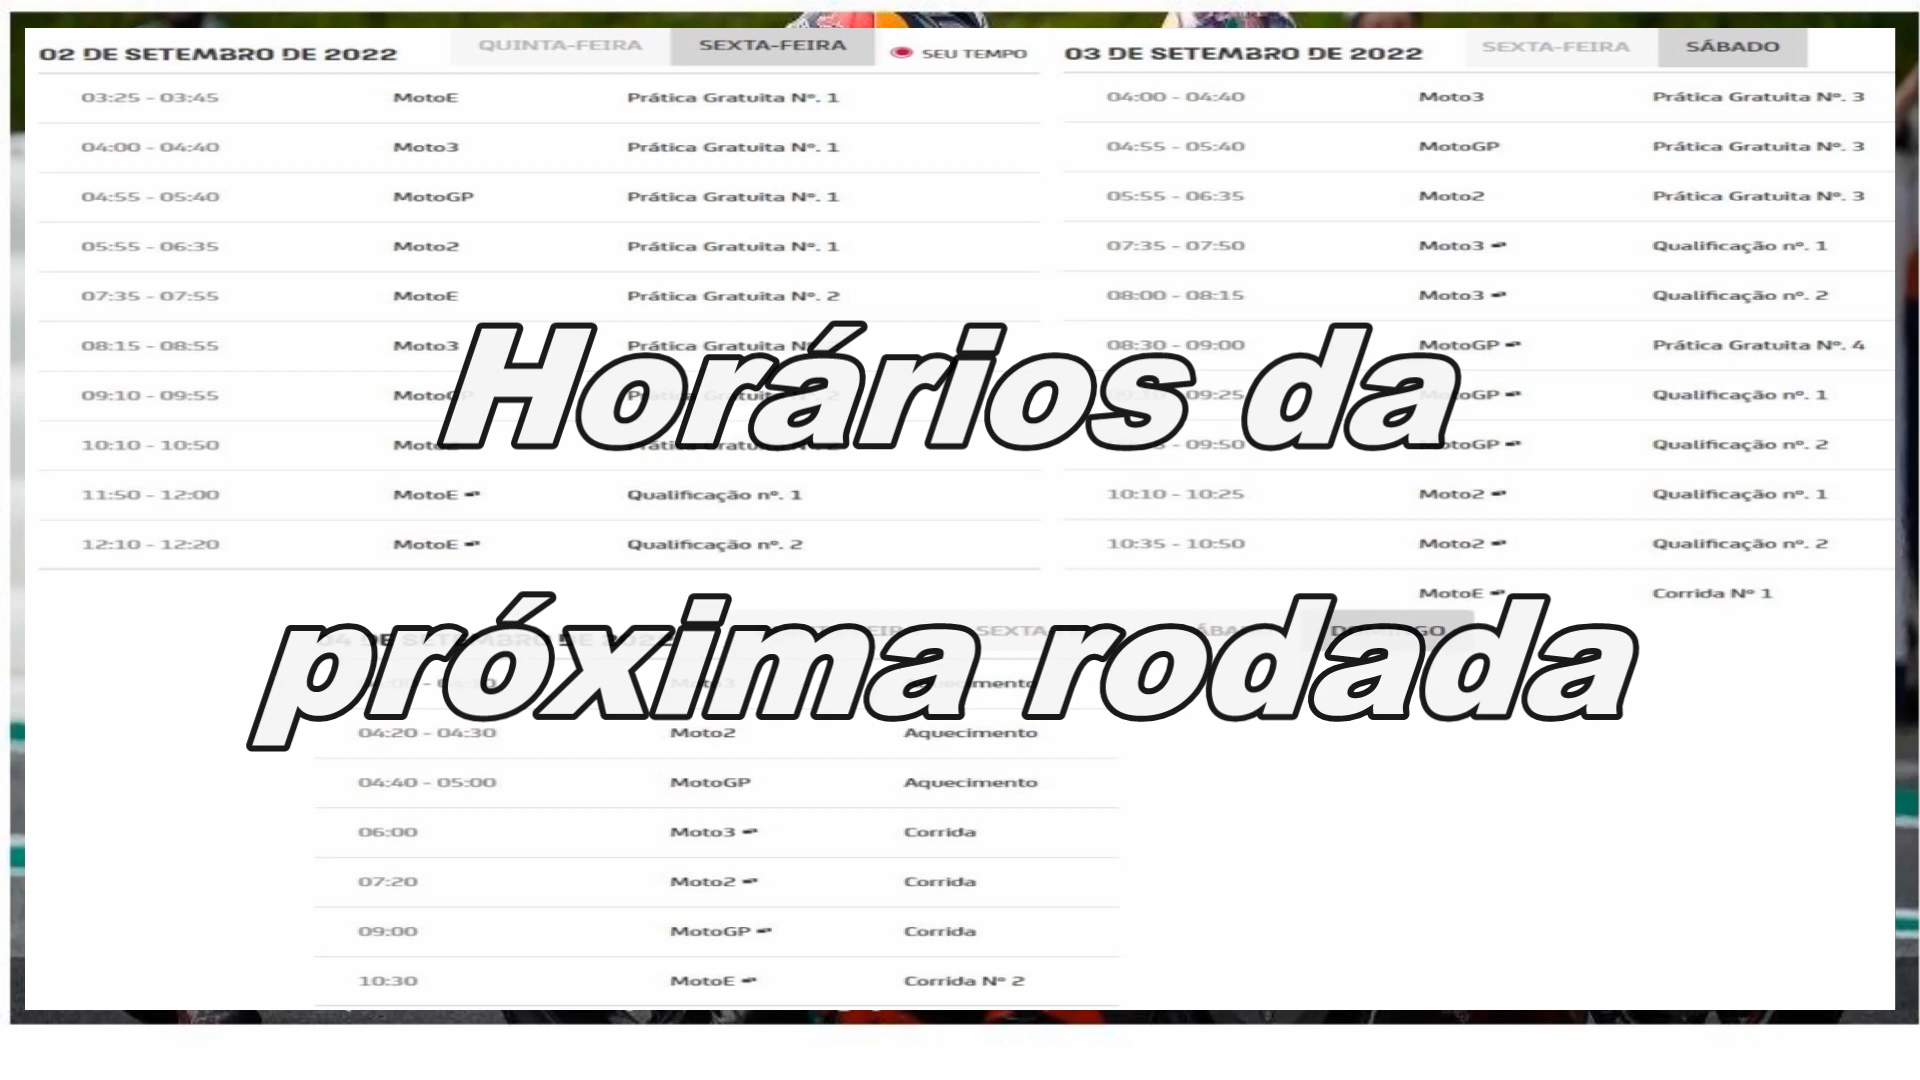 02 DE SETEMBRO DE 2022 QUINTA-FEIRA SEXTA-FEIRA SEU TEMPO
03:25 - 03:45 MotoE Prática Gratuita Nº. 1
04:00 - 04:40 Moto3 Prática Gratuita Nº. 1
04:55 - 05:40 MotoGP Prática Gratuita Nº. 1
05:55 - 06:35 Moto2 Prática Gratuita Nº. 1
07:35 - 07:55 MotoE Prática Gratuita Nº. 2
08:15 - 08:55 Moto3 Prática Gratuita
09:10 - 09:55
10:10 - 10:50
11:50 - 12:00 MotoE Qualificação nº. 1
12:10 - 12:20 MotoE Qualificação nº. 2
03 DE SETEMBRO DE 2022 SEXTA-FEIRA SÁBADO
04:00 - 04:40 Moto3 Prática Gratuita Nº. 3
04:55 - 05:40 MotoGP Prática Gratuita Nº. 3
05:55 - 06:35 Moto2 Prática Gratuita Nº. 3
07:35 - 07:50 Moto3 Qualificação nº. 1
08:00 - 08:15 Moto3 Qualificação nº. 2
08:30 - 09:00 MotoGP Prática Gratuita Nº. 4
09:25 Qualificação nº. 1
- 09:50 Qualificação nº. 2
10:10 - 10:25 Moto2 Qualificação nº. 1
10:35 - 10:50 Moto2 Qualificação nº. 2
MotoE Corrida Nº 1
Horários da
próxima rodada
04:20 - 04:30 Moto2 Aquecimento
04:40 - 05:00 MotoGP Aquecimento
06:00 Moto3 Corrida
07:20 Moto2 Corrida
09:00 MotoGP Corrida
10:30 MotoE Corrida Nº 2